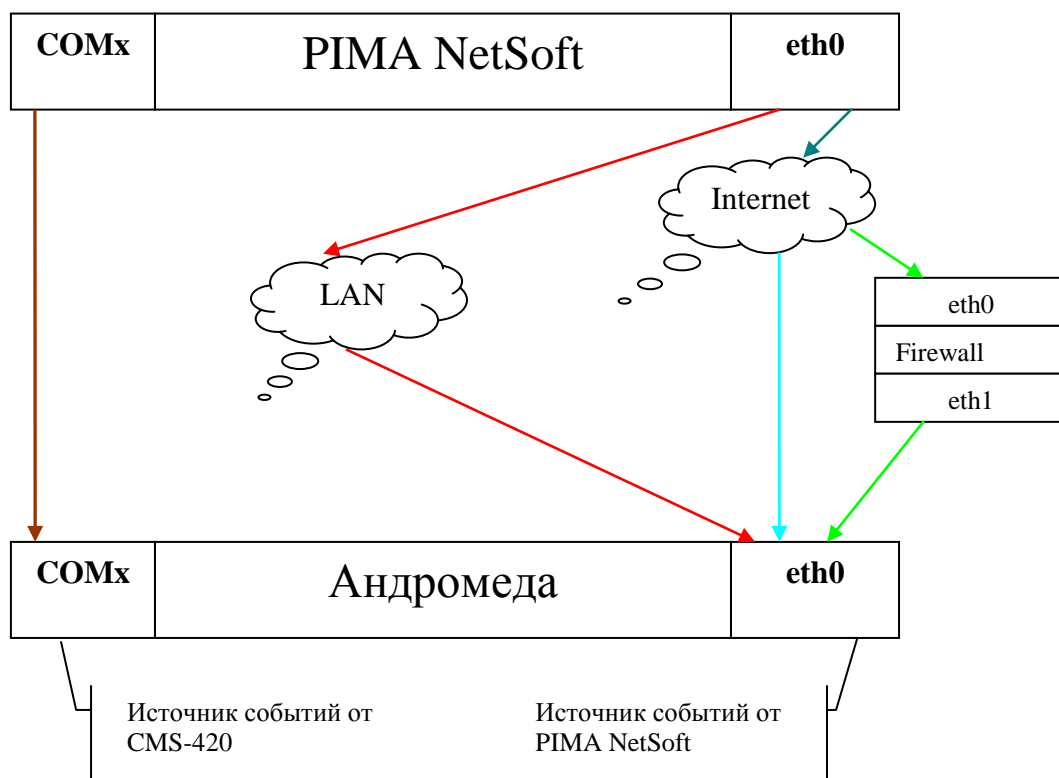 COMx
PIMA NetSoft
eth0
Internet
LAN
eth0
Firewall
eth1
COMx
Андромеда
eth0
Источник событий от
CMS-420
Источник событий от
PIMA NetSoft